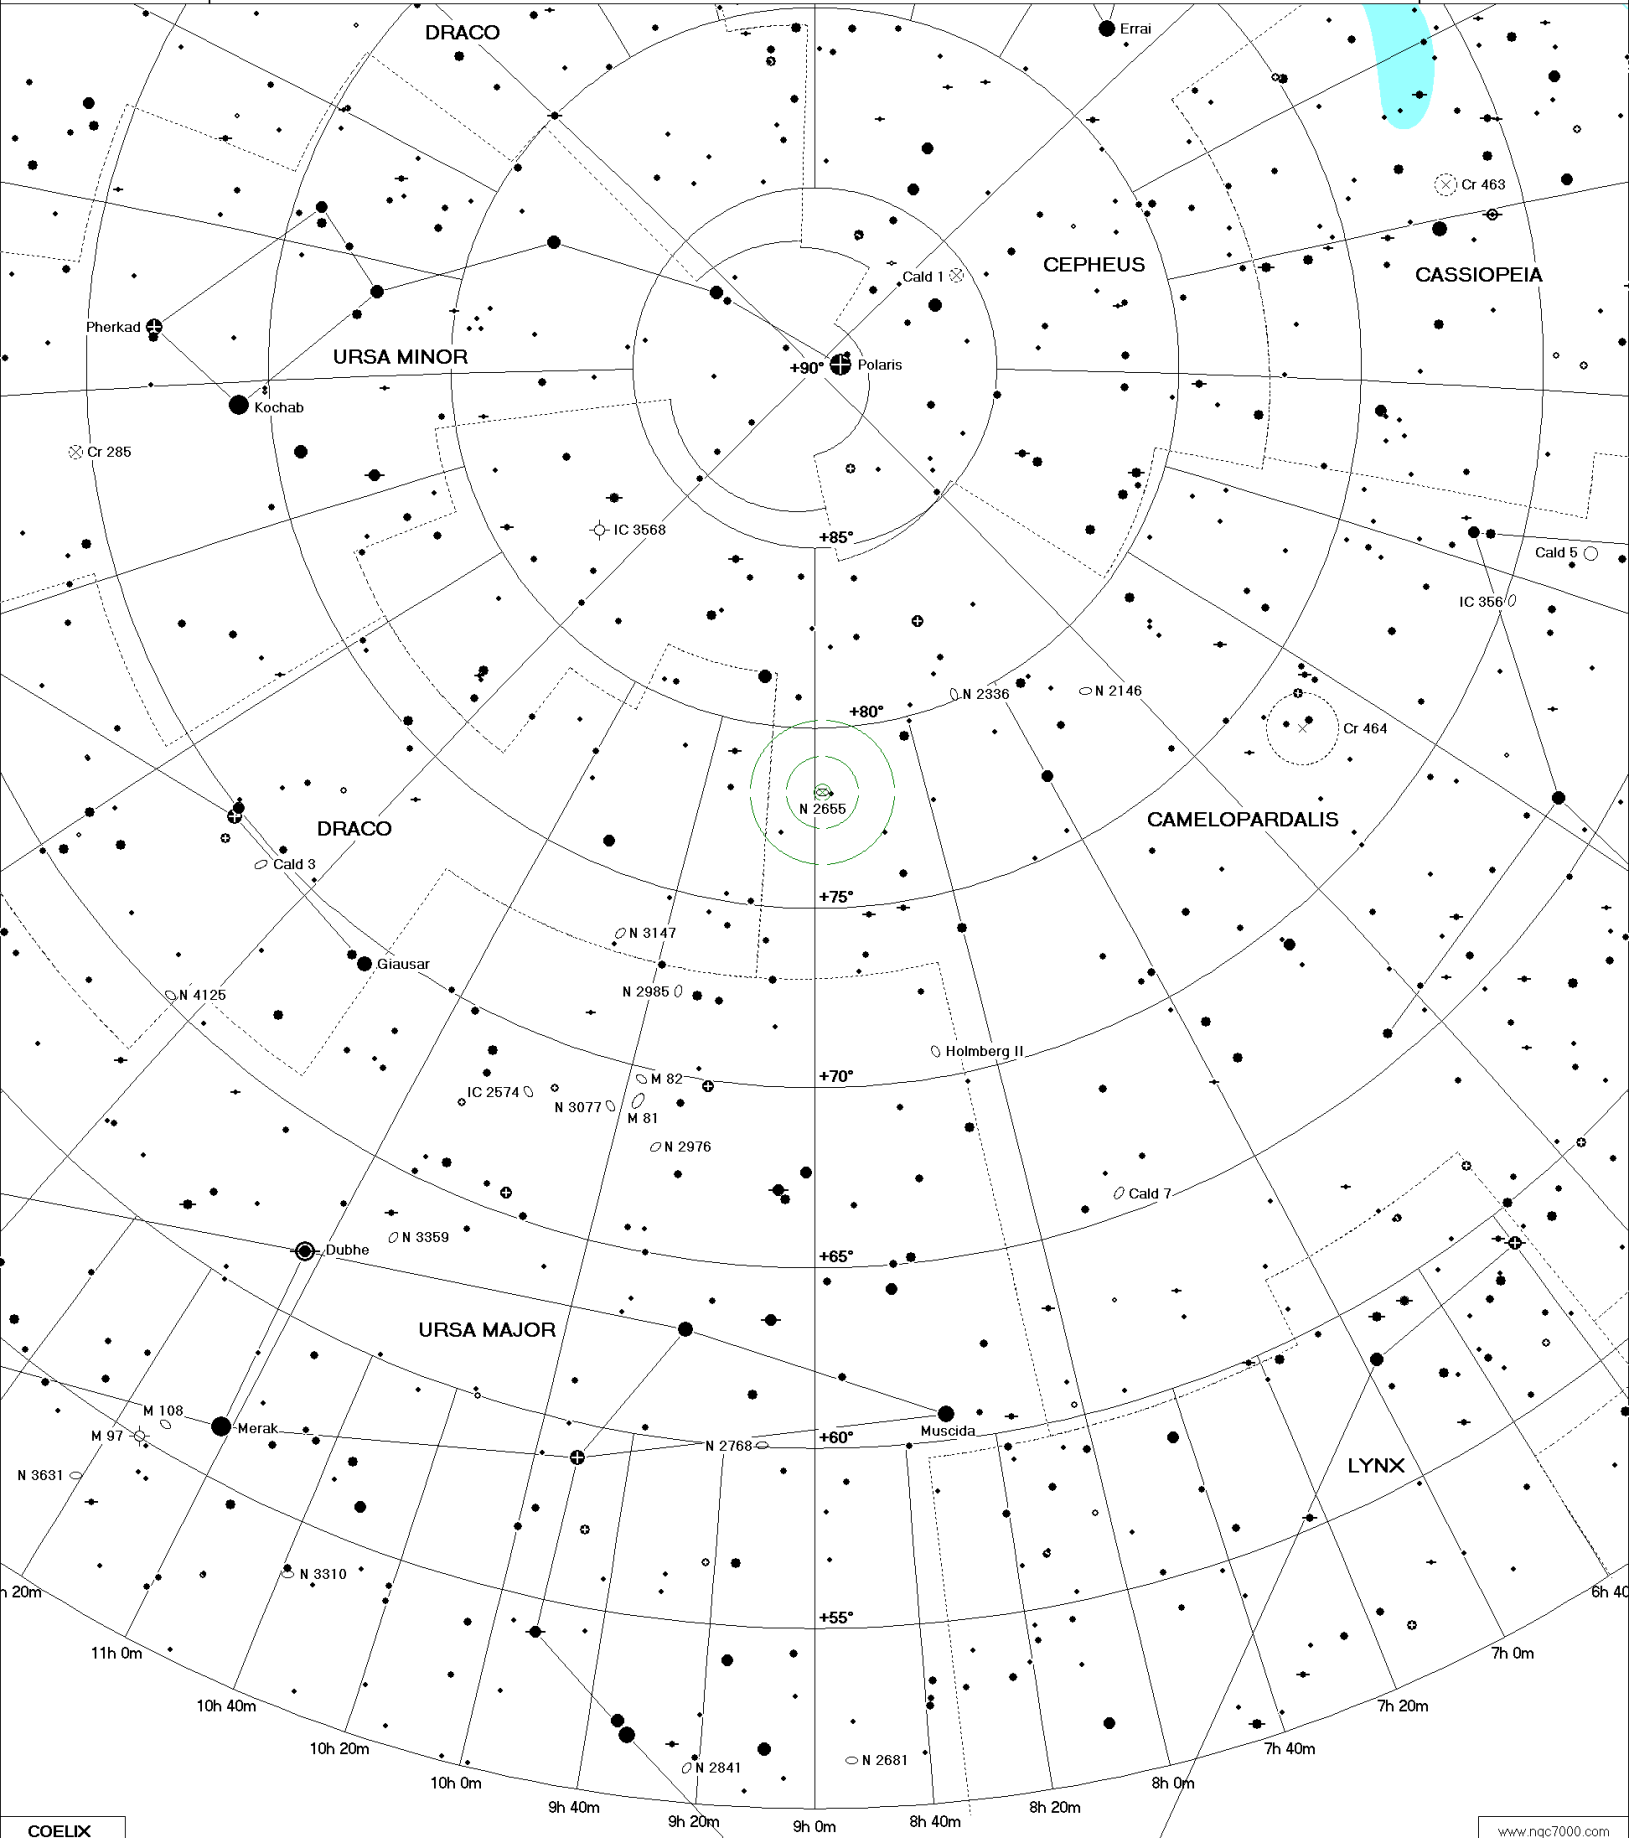 DRACO
Errai
Cr 463
CEPHEUS
CASSIOPEIA
Cald 1
Pherkad
URSA MINOR
+90°
Polaris
Kochab
Cr 285
IC 3568
+85°
Cald 5
IC 356
N 2336
N 2146
+80°
Cr 464
N 2655
CAMELOPARDALIS
DRACO
Cald 3
+75°
N 3147
Giausar
N 4125
N 2985
Holmberg II
+70°
M 82
IC 2574
N 3077
M 81
N 2976
Cald 7
N 3359
Dubhe
+65°
URSA MAJOR
M 108
Merak
M 97
N 2768
+60°
Muscida
N 3631
LYNX
N 3310
h 20m
6h 40
+55°
11h 0m
7h 0m
10h 40m
7h 20m
10h 20m
7h 40m
N 2841
N 2681
10h 0m
8h 0m
9h 40m
9h 20m
9h 0m
8h 40m
8h 20m
COELIX
www.ngc7000.com